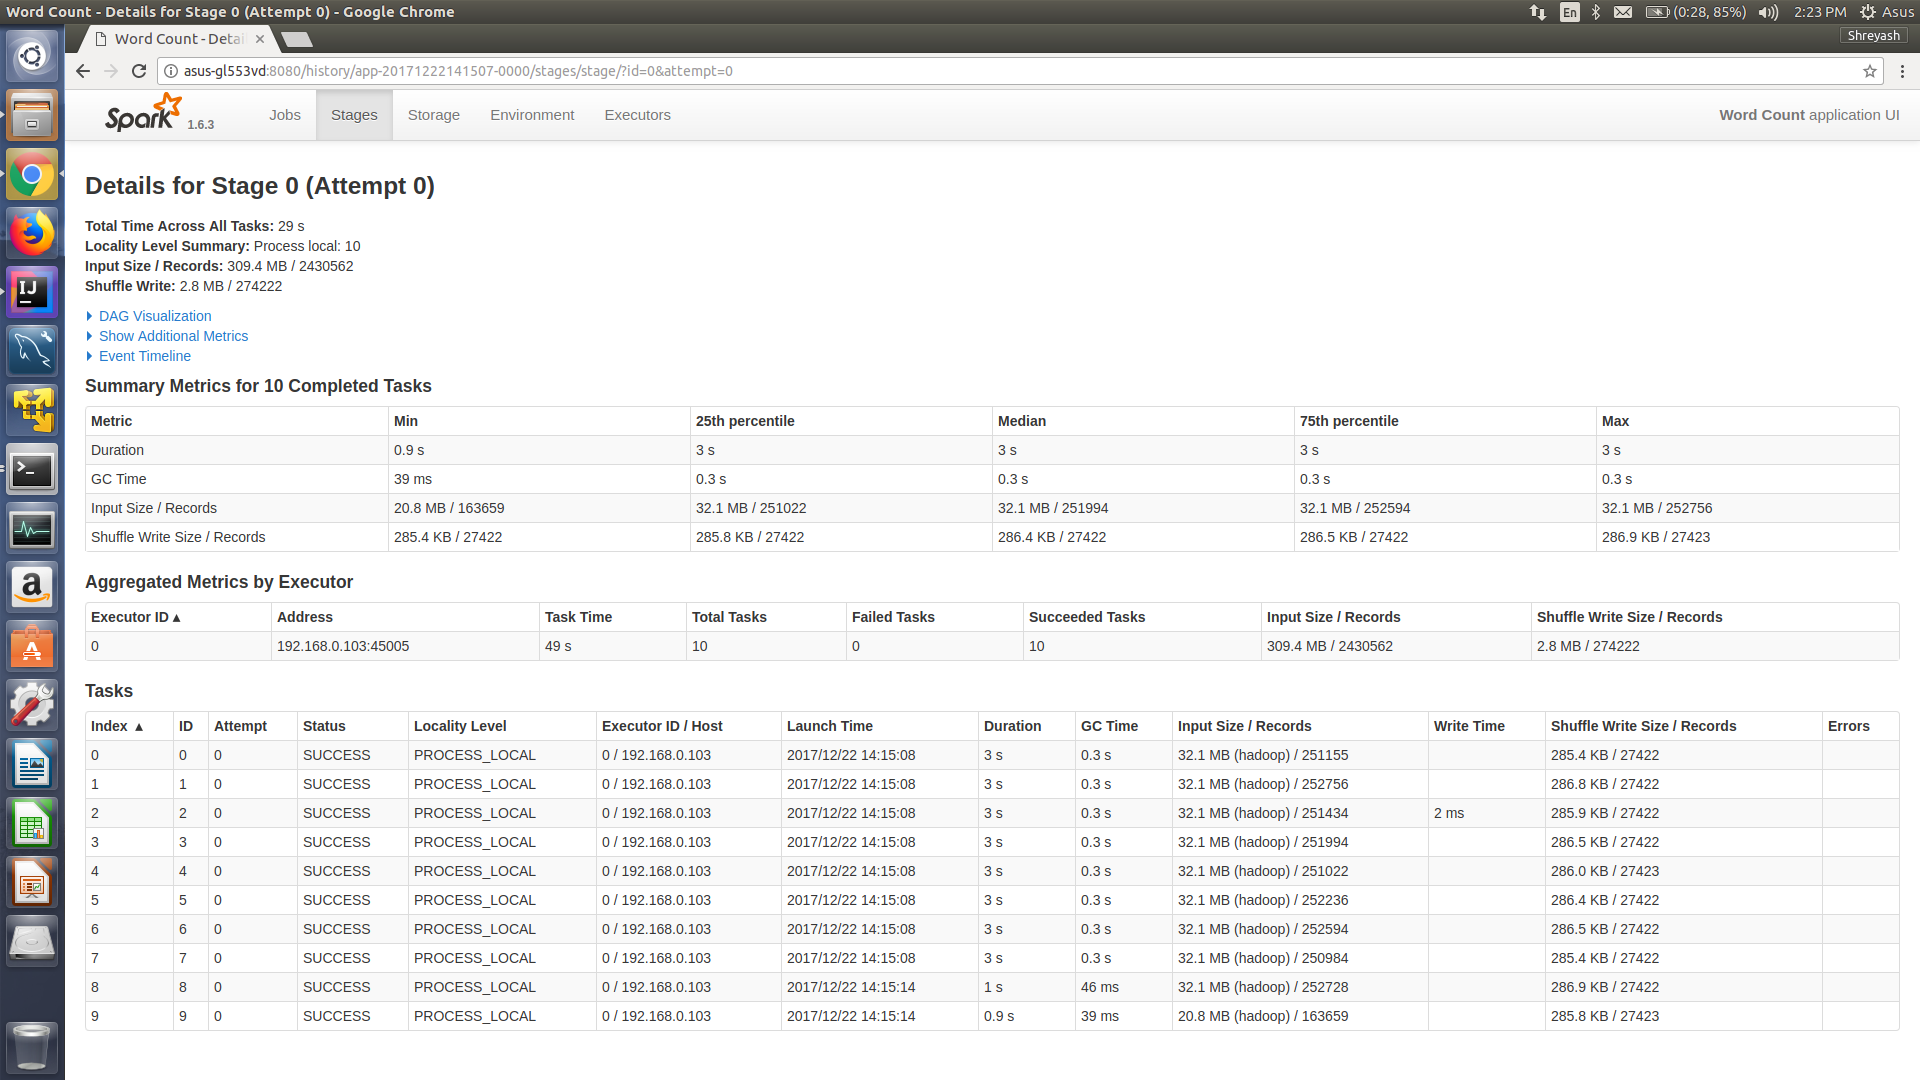 Word Count - Details for Stage 0 (Attempt 0) - Google Chrome
En (0:28, 85%) 2:23 PM Asus
Word Count - Detai
Shreyash
asus-gl553vd:8080/history/app-20171222141507-0000/stages/stage/?id=0&attempt=0
Spark 1.6.3 Jobs Stages Storage Environment Executors Word Count application UI
Details for Stage 0 (Attempt 0)
Total Time Across All Tasks: 29 s
Locality Level Summary: Process local: 10
Input Size / Records: 309.4 MB / 2430562
Shuffle Write: 2.8 MB / 274222
DAG Visualization
Show Additional Metrics
Event Timeline
Summary Metrics for 10 Completed Tasks
Metric Min 25th percentile Median 75th percentile Max
Duration 0.9 s 3 s 3 s 3 s 3 s
GC Time 39 ms 0.3 s 0.3 s 0.3 s 0.3 s
Input Size / Records 20.8 MB / 163659 32.1 MB / 251022 32.1 MB / 251994 32.1 MB / 252594 32.1 MB / 252756
Shuffle Write Size / Records 285.4 KB / 27422 285.8 KB / 27422 286.4 KB / 27422 286.5 KB / 27422 286.9 KB / 27423
Aggregated Metrics by Executor
Executor ID ▴ Address Task Time Total Tasks Failed Tasks Succeeded Tasks Input Size / Records Shuffle Write Size / Records
0 192.168.0.103:45005 49 s 10 0 10 309.4 MB / 2430562 2.8 MB / 274222
Tasks
Index ▴ ID Attempt Status Locality Level Executor ID / Host Launch Time Duration GC Time Input Size / Records Write Time Shuffle Write Size / Records Errors
0 0 0 SUCCESS PROCESS_LOCAL 0 / 192.168.0.103 2017/12/22 14:15:08 3 s 0.3 s 32.1 MB (hadoop) / 251155 285.4 KB / 27422
1 1 0 SUCCESS PROCESS_LOCAL 0 / 192.168.0.103 2017/12/22 14:15:08 3 s 0.3 s 32.1 MB (hadoop) / 252756 286.8 KB / 27422
2 2 0 SUCCESS PROCESS_LOCAL 0 / 192.168.0.103 2017/12/22 14:15:08 3 s 0.3 s 32.1 MB (hadoop) / 251434 2 ms 285.9 KB / 27422
3 3 0 SUCCESS PROCESS_LOCAL 0 / 192.168.0.103 2017/12/22 14:15:08 3 s 0.3 s 32.1 MB (hadoop) / 251994 286.5 KB / 27422
4 4 0 SUCCESS PROCESS_LOCAL 0 / 192.168.0.103 2017/12/22 14:15:08 3 s 0.3 s 32.1 MB (hadoop) / 251022 286.0 KB / 27423
5 5 0 SUCCESS PROCESS_LOCAL 0 / 192.168.0.103 2017/12/22 14:15:08 3 s 0.3 s 32.1 MB (hadoop) / 252236 286.4 KB / 27422
6 6 0 SUCCESS PROCESS_LOCAL 0 / 192.168.0.103 2017/12/22 14:15:08 3 s 0.3 s 32.1 MB (hadoop) / 252594 286.5 KB / 27422
7 7 0 SUCCESS PROCESS_LOCAL 0 / 192.168.0.103 2017/12/22 14:15:08 3 s 0.3 s 32.1 MB (hadoop) / 250984 285.4 KB / 27422
8 8 0 SUCCESS PROCESS_LOCAL 0 / 192.168.0.103 2017/12/22 14:15:14 1 s 46 ms 32.1 MB (hadoop) / 252728 286.9 KB / 27422
9 9 0 SUCCESS PROCESS_LOCAL 0 / 192.168.0.103 2017/12/22 14:15:14 0.9 s 39 ms 20.8 MB (hadoop) / 163659 285.8 KB / 27423